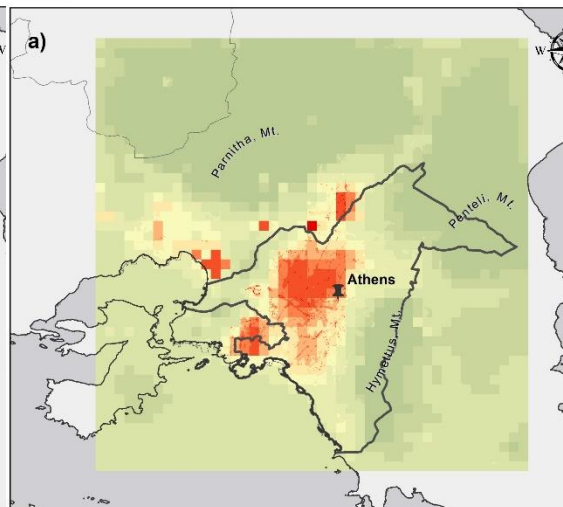 W
a)
W
Parnitha, Mt.
Penteli, Mt.
Athens
Hymettus, Mt.